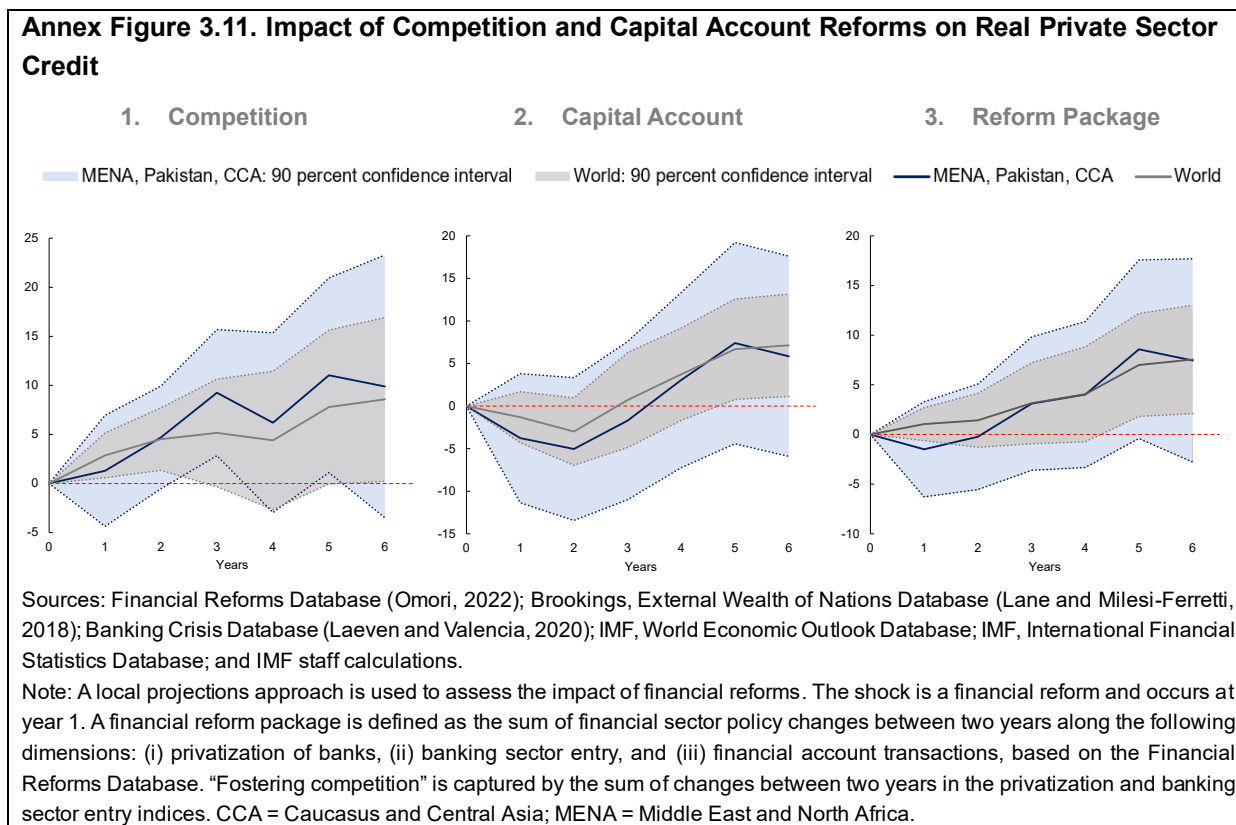 Annex Figure 3.11. Impact of Competition and Capital Account Reforms on Real Private Sector
Credit
1. Competition
2. Capital Account
3. Reform Package
MENA, Pakistan, CCA: 90 percent confidence interval
World: 90 percent confidence interval
MENA, Pakistan, CCA
World
25
20
15
10
5
0
-5
0 1 2 3 4 5 6
Years
20
15
10
5
0
-5
-10
-15
0 1 2 3 4 5 6
Years
20
15
10
5
0
-5
-10
0 1 2 3 4 5 6
Years
Sources: Financial Reforms Database (Omori, 2022); Brookings, External Wealth of Nations Database (Lane and Milesi-Ferretti,
2018); Banking Crisis Database (Laeven and Valencia, 2020); IMF, World Economic Outlook Database; IMF, International Financial
Statistics Database; and IMF staff calculations.
Note: A local projections approach is used to assess the impact of financial reforms. The shock is a financial reform and occurs at
year 1. A financial reform package is defined as the sum of financial sector policy changes between two years along the following
dimensions: (i) privatization of banks, (ii) banking sector entry, and (iii) financial account transactions, based on the Financial
Reforms Database. “Fostering competition” is captured by the sum of changes between two years in the privatization and banking
sector entry indices. CCA = Caucasus and Central Asia; MENA = Middle East and North Africa.